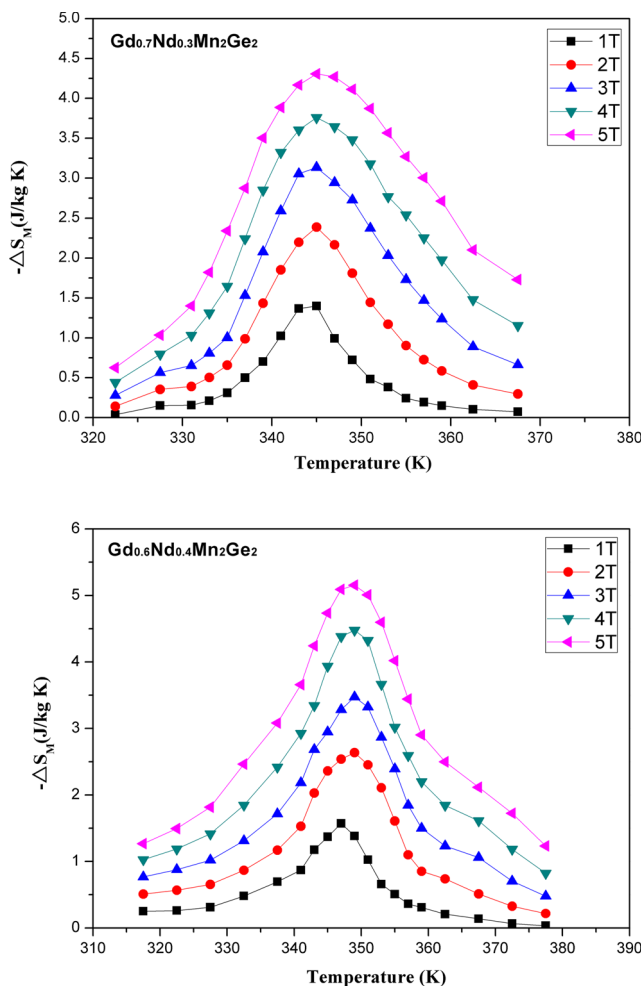 Gd0.7Nd0.3Mn2Ge2
1T
2T
3T
4T
5T
5.0
4.5
4.0
3.5
3.0
2.5
2.0
1.5
1.0
0.5
0.0
-△SM(J/kg K)
320 330 340 350 360 370 380
Temperature (K)
Gd0.6Nd0.4Mn2Ge2
1T
2T
3T
4T
5T
6
5
4
3
2
1
0
-△SM(J/kg K)
310 320 330 340 350 360 370 380 390
Temperature (K)